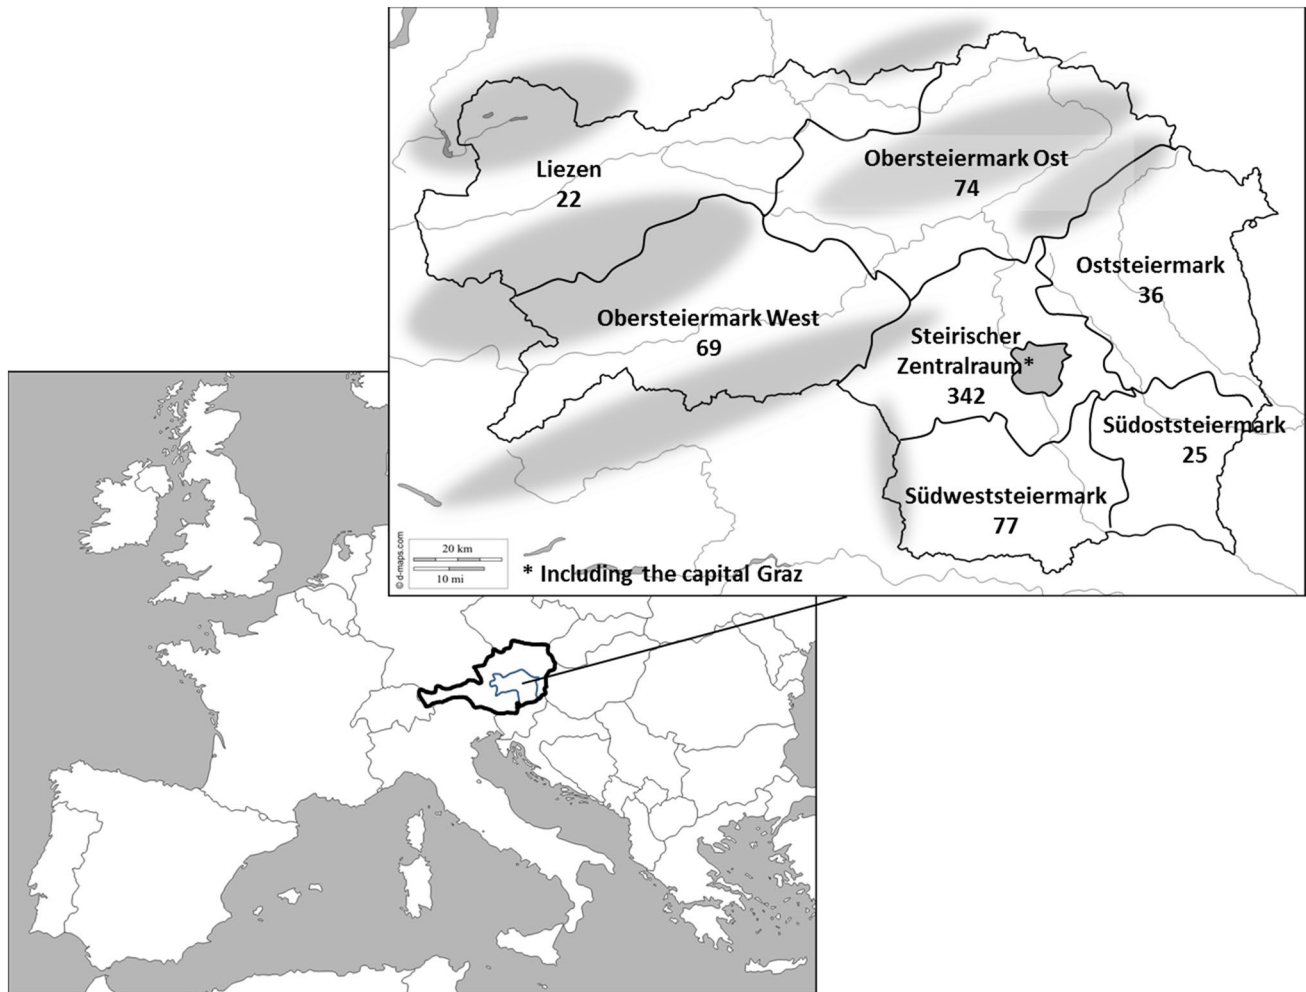 Liezen
22
Obersteiermark Ost
74
Oststeiermark
36
Obersteiermark West
69
Steirischer
Zentralraum*
342
Südoststeiermark
25
Südweststeiermark
77
© d-maps.com
20 km
10 mi
* Including the capital Graz